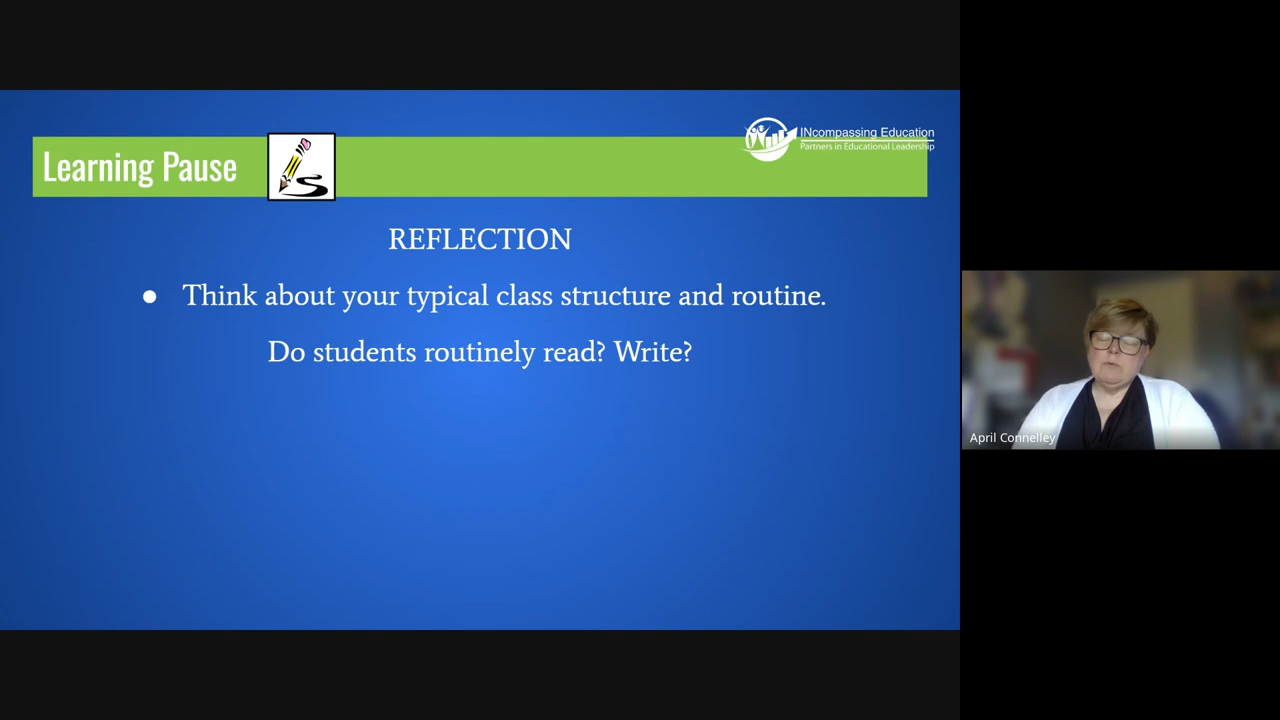 INcompassing Education
Partners in Educational Leadership
Learning Pause
REFLECTION
● Think about your typical class structure and routine.
Do students routinely read? Write?
April Connelley